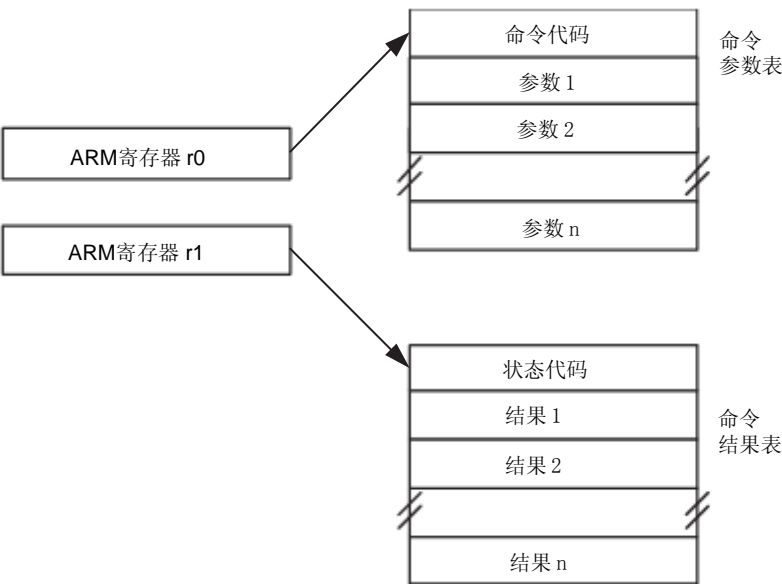 命令代码
命令
参数表
参数 1
参数 2
ARM寄存器 r0
参数 n
ARM寄存器 r1
状态代码
结果 1
命令
结果表
结果 2
结果 n